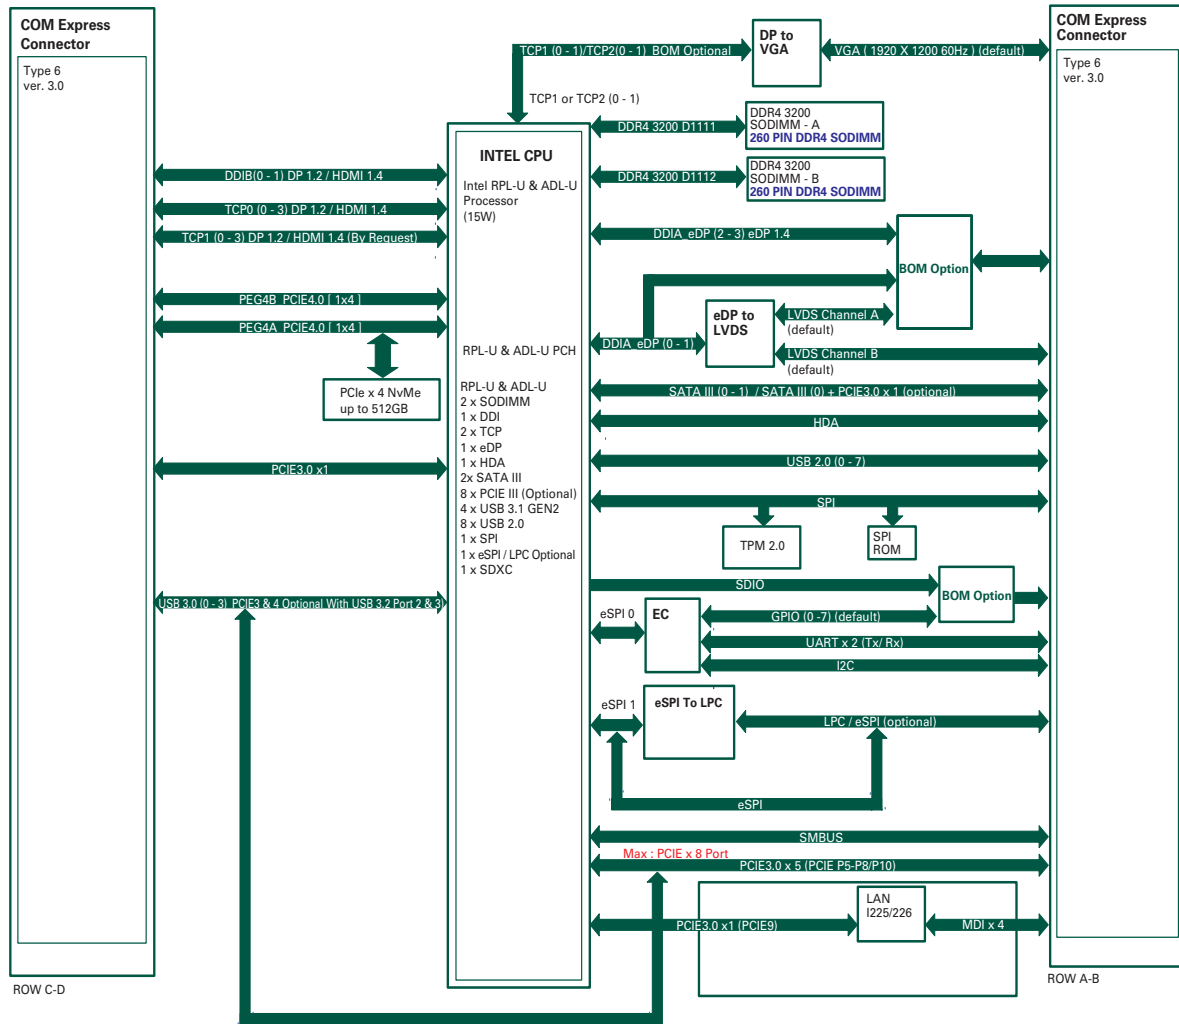 COM Express
Connector
Type 6
ver. 3.0
ROW C-D
DDIB(0 - 1) DP 1.2 / HDMI 1.4
TCP0 (0 - 3) DP 1.2 / HDMI 1.4
TCP1 (0 - 3) DP 1.2 / HDMI 1.4 (By Request)
PEG4B PCIE4.0 [ 1x4 ]
PEG4A PCIE4.0 [ 1x4 ]
PCIe x 4 NvMe
up to 512GB
PCIE3.0 x1
USB 3.0 (0 - 3) PCIE3 & 4 Optional With USB 3.2 Port 2 & 3
TCP1 (0 - 1)/TCP2(0 - 1) BOM Optional
TCP1 or TCP2 (0 - 1)
INTEL CPU
Intel RPL-U & ADL-U
Processor
(15W)
RPL-U & ADL-U PCH
RPL-U & ADL-U
2 x SODIMM
1 x DDI
2 x TCP
1 x eDP
1 x HDA
2x SATA III
8 x PCIE III (Optional)
4 x USB 3.1 GEN2
8 x USB 2.0
1 x SPI
1 x eSPI / LPC Optional
1 x SDXC
DP to
VGA
VGA ( 1920 X 1200 60Hz ) (default)
DDR4 3200 D1111
DDR4 3200
SODIMM - A
260 PIN DDR4 SODIMM
DDR4 3200 D1112
DDR4 3200
SODIMM - B
260 PIN DDR4 SODIMM
DDIA_eDP (2 - 3) eDP 1.4
BOM Option
DDIA_eDP (0 - 1)
eDP to
LVDS
LVDS Channel A
(default)
LVDS Channel B
(default)
SATA III (0 - 1) / SATA III (0) + PCIE3.0 x 1 (optional)
HDA
USB 2.0 (0 - 7)
SPI
TPM 2.0
SPI
ROM
SDIO
BOM Option
eSPI 0
EC
GPIO (0 -7) (default)
UART x 2 (Tx/ Rx)
I2C
eSPI 1
eSPI To LPC
LPC / eSPI (optional)
eSPI
SMBUS
Max : PCIE x 8 Port
PCIE3.0 x 5 (PCIE P5-P8/P10)
PCIE3.0 x1 (PCIE9)
LAN
I225/226
MDI x 4
COM Express
Connector
Type 6
ver. 3.0
ROW A-B